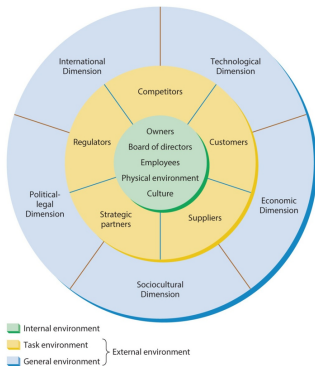 International
Dimension
Technological
Dimension
Competitors
Regulators
Owners
Board of directors
Employees
Physical environment
Culture
Customers
Political-
legal
Dimension
Strategic
partners
Suppliers
Economic
Dimension
Sociocultural
Dimension
Internal environment
Task environment
External environment
General environment